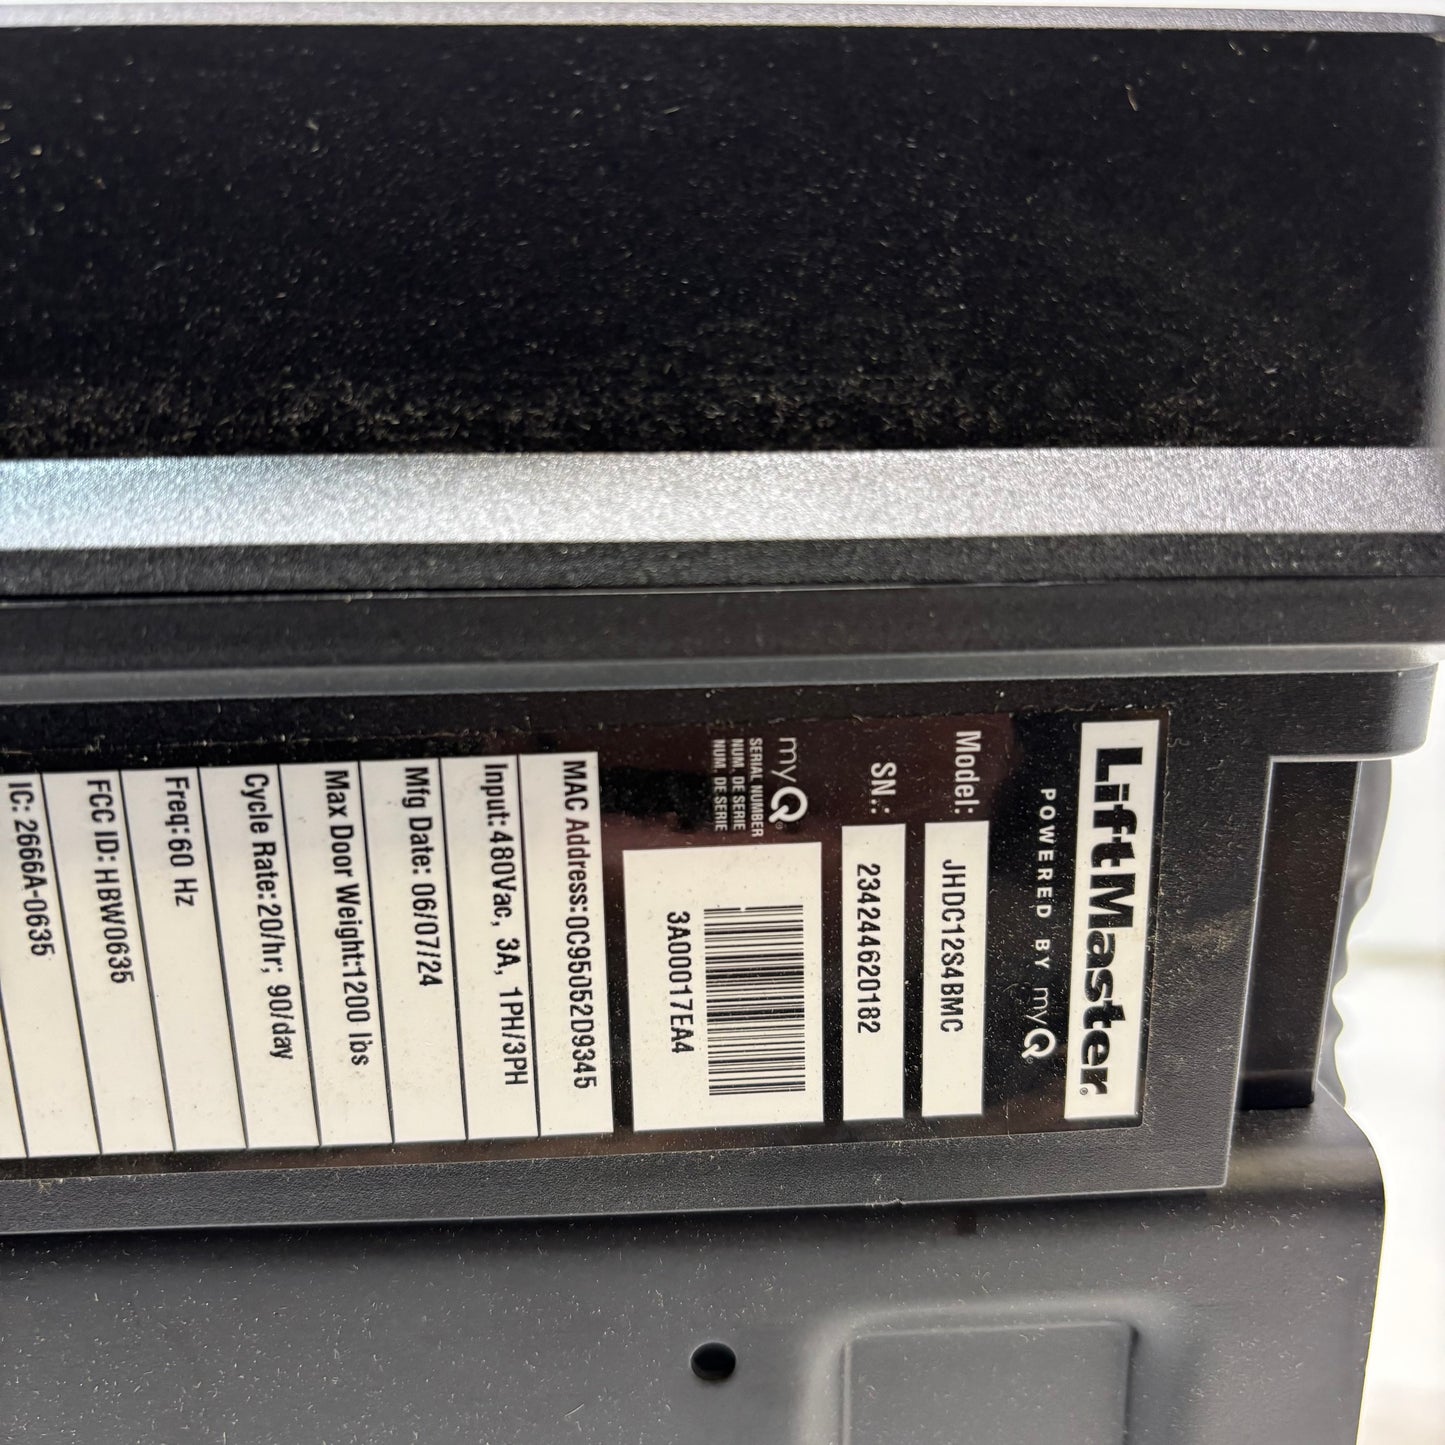 LiftMaster®
POWERED BY myQ®
Model: JHDC12S4BMC
SN.: 23424620182
myQ®
SERIAL NUMBER
NUM. DE SERIE
NUM. DE SERIE
3A00017EA4
MAC Address: 0C95052D9345
Input: 480Vac, 3A, 1PH/3PH
Mfg Date: 06/07/24
Max Door Weight:1200 lbs
Cycle Rate: 20/hr; 90/day
Freq: 60 Hz
FCC ID: HBW0635
IC: 2666A-0635